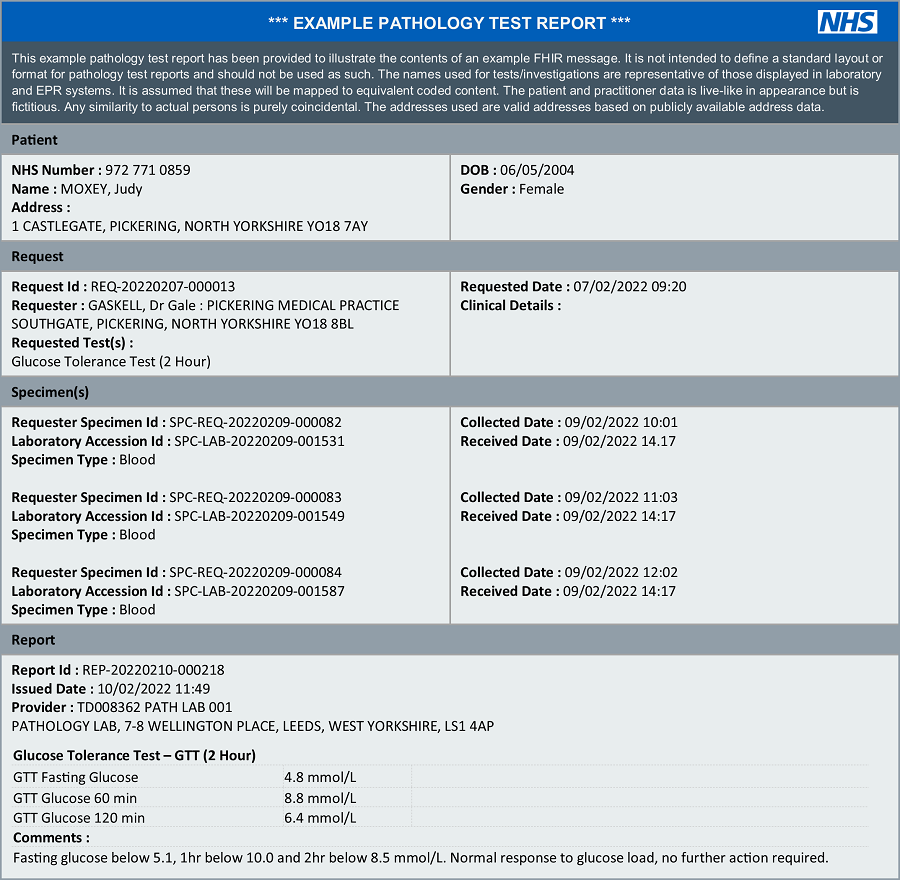 *** EXAMPLE PATHOLOGY TEST REPORT ***
NHS
This example pathology test report has been provided to illustrate the contents of an example FHIR message. It is not intended to define a standard layout or
format for pathology test reports and should not be used as such. The names used for tests/investigations are representative of those displayed in laboratory
and EPR systems. It is assumed that these will be mapped to equivalent coded content. The patient and practitioner data is live-like in appearance but is
fictitious. Any similarity to actual persons is purely coincidental. The addresses used are valid addresses based on publicly available address data.
Patient
NHS Number : 972 771 0859
Name : MOXEY, Judy
Address :
1 CASTLEGATE, PICKERING, NORTH YORKSHIRE YO18 7AY
DOB : 06/05/2004
Gender : Female
Request
Request Id : REQ-20220207-000013
Requester : GASKELL, Dr Gale : PICKERING MEDICAL PRACTICE
SOUTHGATE, PICKERING, NORTH YORKSHIRE YO18 8BL
Requested Test(s) :
Glucose Tolerance Test (2 Hour)
Requested Date : 07/02/2022 09:20
Clinical Details :
Specimen(s)
Requester Specimen Id : SPC-REQ-20220209-000082
Laboratory Accession Id : SPC-LAB-20220209-001531
Specimen Type : Blood
Collected Date : 09/02/2022 10:01
Received Date : 09/02/2022 14.17
Requester Specimen Id : SPC-REQ-20220209-000083
Laboratory Accession Id : SPC-LAB-20220209-001549
Specimen Type : Blood
Collected Date : 09/02/2022 11:03
Received Date : 09/02/2022 14:17
Requester Specimen Id : SPC-REQ-20220209-000084
Laboratory Accession Id : SPC-LAB-20220209-001587
Specimen Type : Blood
Collected Date : 09/02/2022 12:02
Received Date : 09/02/2022 14:17
Report
Report Id : REP-20220210-000218
Issued Date : 10/02/2022 11:49
Provider : TD008362 PATH LAB 001
PATHOLOGY LAB, 7-8 WELLINGTON PLACE, LEEDS, WEST YORKSHIRE, LS1 4AP
Glucose Tolerance Test – GTT (2 Hour)
GTT Fasting Glucose 4.8 mmol/L
GTT Glucose 60 min 8.8 mmol/L
GTT Glucose 120 min 6.4 mmol/L
Comments :
Fasting glucose below 5.1, 1hr below 10.0 and 2hr below 8.5 mmol/L. Normal response to glucose load, no further action required.